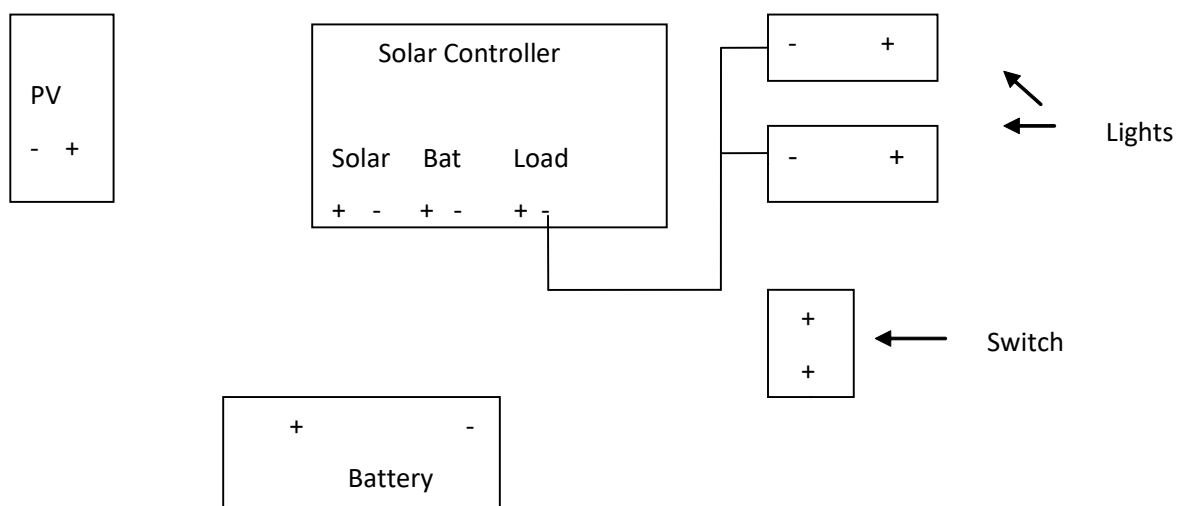 Solar Controller
PV
- +
Solar Bat Load
+ - + - + -
- +
- +
Lights
+
+
Switch
+ -
Battery